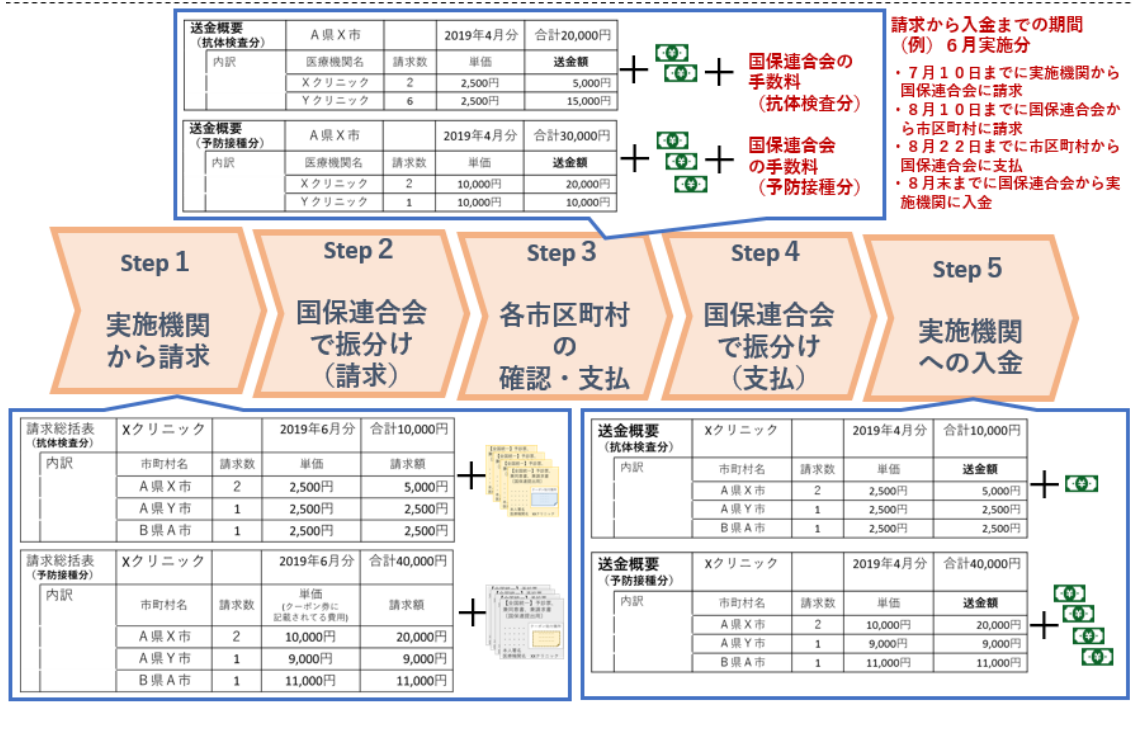 送金概要 A県X市 2019年4月分 合計20,000円
(抗体検査分)
内訳 医療機関名 請求数 単価 送金額
Xクリニック 2 2,500円 5,000円
Yクリニック 6 2,500円 15,000円
国保連合会の
手数料
（抗体検査分）
送金概要 A県X市 2019年4月分 合計30,000円
(予防接種分)
内訳 医療機関名 請求数 単価 送金額
Xクリニック 2 10,000円 20,000円
Yクリニック 1 10,000円 10,000円
国保連合会
の手数料
（予防接種分）
請求から入金までの期間
（例）６月実施分
・７月１０日までに実施機関から
国保連合会に請求
・８月１０日までに国保連合会か
ら市区町村に請求
・８月２２日までに市区町村から
国保連合会に支払
・８月末までに国保連合会から実
施機関に入金
Step１
実施機関
から請求
Step２
国保連合会
で振分け
（請求）
Step３
各市区町村
の
確認・支払
Step４
国保連合会
で振分け
（支払）
Step５
実施機関
への入金
請求総括表 Xクリニック 2019年6月分 合計10,000円
(抗体検査分)
内訳 市町村名 請求数 単価 請求額
A県X市 2 2,500円 5,000円
A県Y市 1 2,500円 2,500円
B県A市 1 2,500円 2,500円
請求総括表 Xクリニック 2019年6月分 合計40,000円
(予防接種分)
内訳 市町村名 請求数 単価 請求額
(クーポン券に
記載されてる費用)
A県X市 2 10,000円 20,000円
A県Y市 1 9,000円 9,000円
B県A市 1 11,000円 11,000円
送金概要 Xクリニック 2019年4月分 合計10,000円
(抗体検査分)
内訳 市町村名 請求数 単価 送金額
A県X市 2 2,500円 5,000円
A県Y市 1 2,500円 2,500円
B県A市 1 2,500円 2,500円
送金概要 Xクリニック 2019年4月分 合計40,000円
(予防接種分)
内訳 市町村名 請求数 単価 送金額
A県X市 2 10,000円 20,000円
A県Y市 1 9,000円 9,000円
B県A市 1 11,000円 11,000円